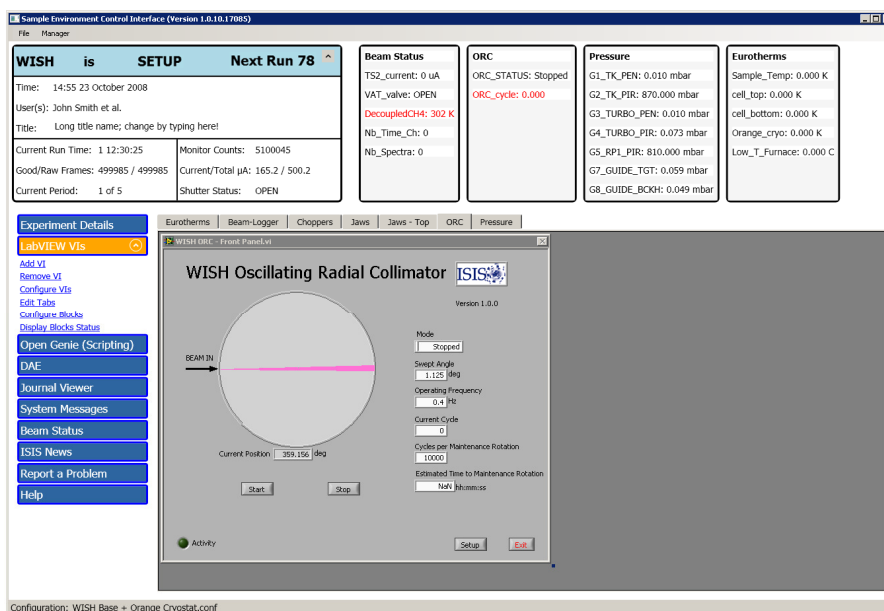 Sample Environment Control Interface (Version 1.0.10.17085)
File Manager
WISH is SETUP Next Run 78
Time: 14:55 23 October 2008
User(s): John Smith et al.
Title: Long title name; change by typing here!
Current Run Time: 1 12:30:25
Monitor Counts: 5100045
Good/Raw Frames: 499985 / 499985
Current/Total µA: 165.2 / 500.2
Current Period: 1 of 5
Shutter Status: OPEN
Beam Status
TS2_current: 0 uA
VAT_valve: OPEN
DecoupledCH4: 302 K
Nb_Time_Ch: 0
Nb_Spectra: 0
ORC
ORC_STATUS: Stopped
ORC_cycle: 0.000
Pressure
G1_TK_PEN: 0.010 mbar
G2_TK_PIR: 870.000 mbar
G3_TURBO_PEN: 0.010 mbar
G4_TURBO_PIR: 0.073 mbar
G5_RP1_PIR: 810.000 mbar
G7_GUIDE_TGT: 0.059 mbar
G8_GUIDE_BCKH: 0.049 mbar
Eurotherms
Sample_Temp: 0.000 K
cell_top: 0.000 K
cell_bottom: 0.000 K
Orange_cryo: 0.000 K
Low_T_Furnace: 0.000 C
Experiment Details
LabVIEW VIs
Add VI
Remove VI
Configure VIs
Edit Tabs
Configure Blocks
Display Blocks Status
Open Genie (Scripting)
DAE
Journal Viewer
System Messages
Beam Status
ISIS News
Report a Problem
Help
Eurotherms Beam-Logger Choppers Jaws Jaws - Top ORC Pressure
WISH ORC - Front Panel.vi
WISH Oscillating Radial Collimator ISIS
Version 1.0.0
BEAM IN
Mode
Stopped
Swept Angle
1.125 deg
Operating Frequency
0.4 Hz
Current Cycle
0
Cycles per Maintenance Rotation
10000
Estimated Time to Maintenance Rotation
NaN hh:mm:ss
Current Position 359.156 deg
Start Stop
Activity
Setup Exit
Configuration: WISH Base + Orange Cryostat.conf